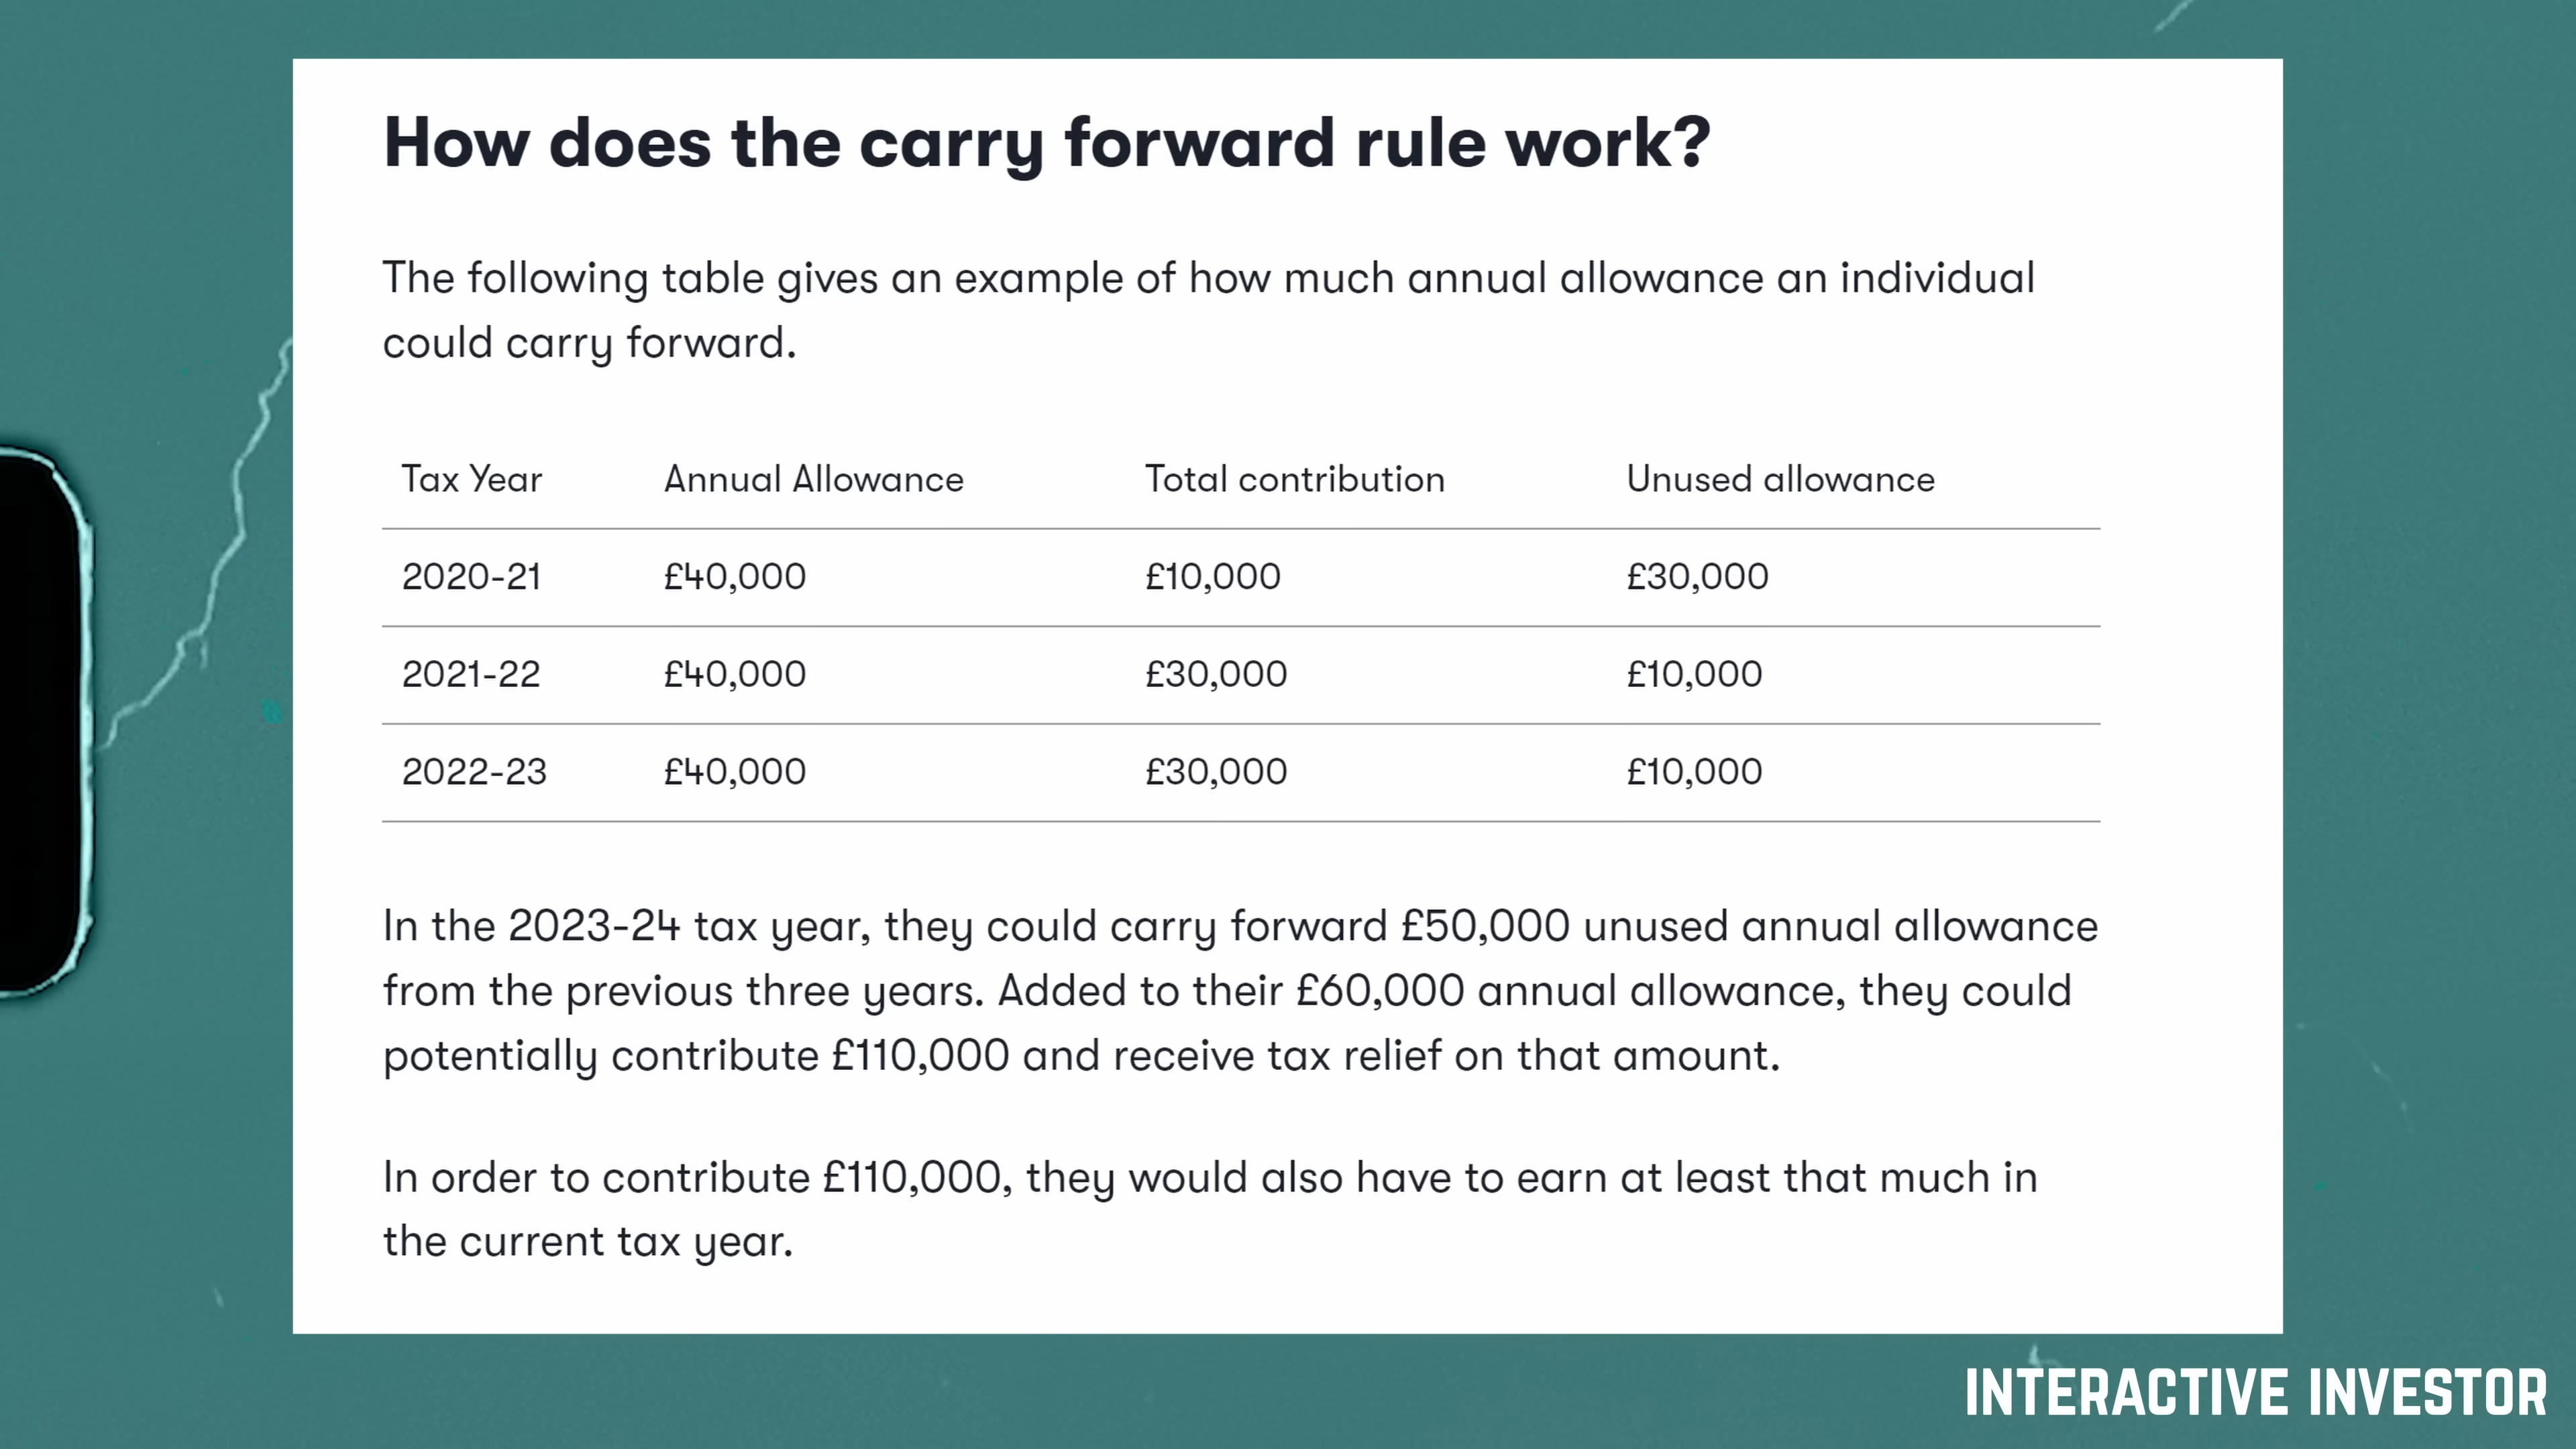 How does the carry forward rule work?
The following table gives an example of how much annual allowance an individual
could carry forward.
Tax Year Annual Allowance Total contribution Unused allowance
2020-21 £40,000 £10,000 £30,000
2021-22 £40,000 £30,000 £10,000
2022-23 £40,000 £30,000 £10,000
In the 2023-24 tax year, they could carry forward £50,000 unused annual allowance
from the previous three years. Added to their £60,000 annual allowance, they could
potentially contribute £110,000 and receive tax relief on that amount.
In order to contribute £110,000, they would also have to earn at least that much in
the current tax year.
INTERACTIVE INVESTOR